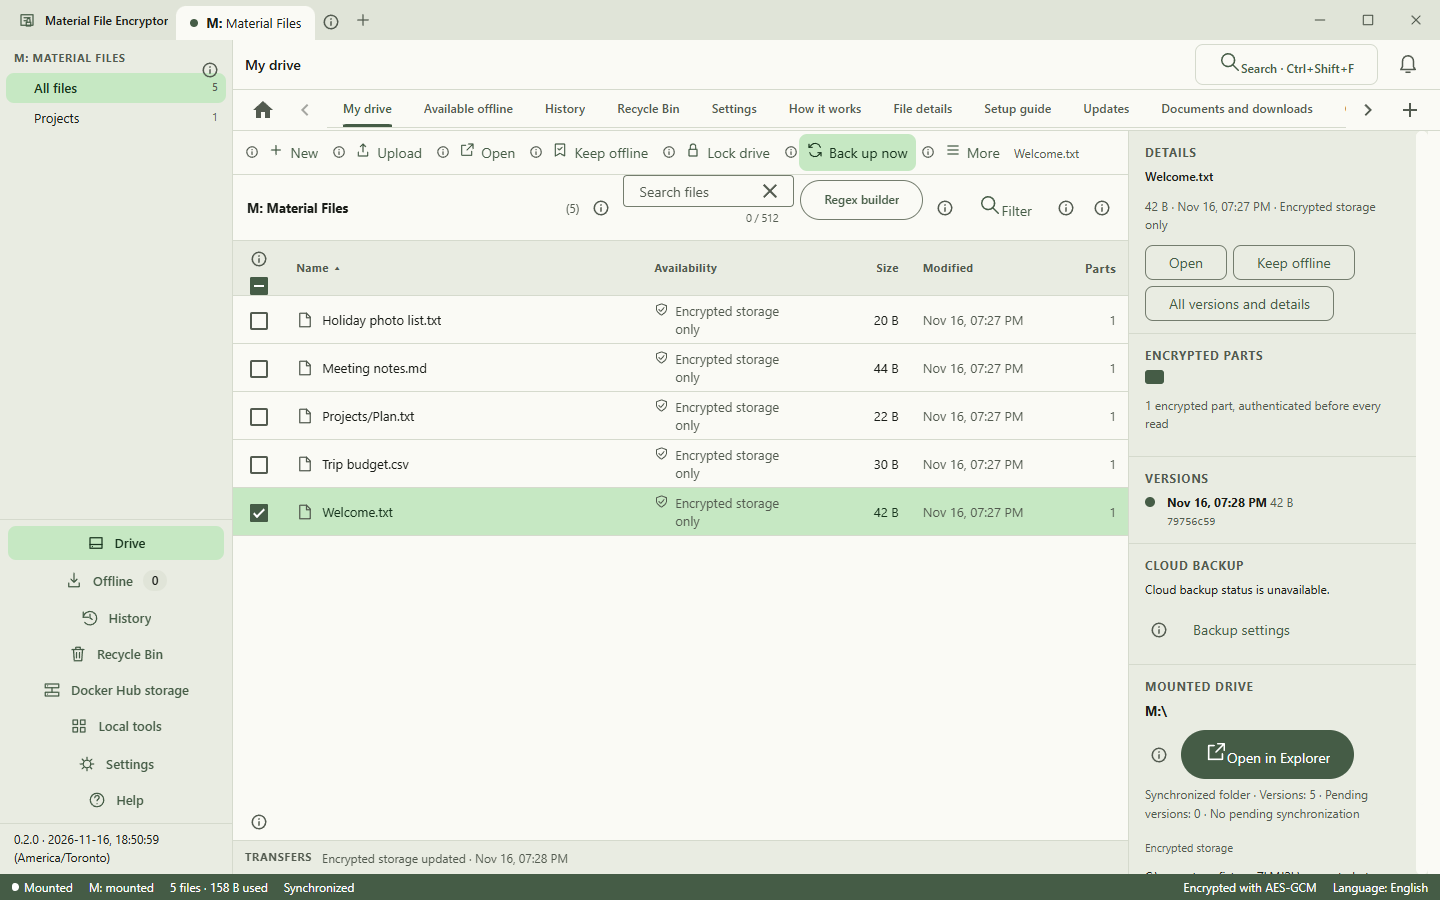 Material File Encryptor
M: Material Files
M: MATERIAL FILES
All files 5
Projects 1
My drive
Search · Ctrl+Shift+F
My drive Available offline History Recycle Bin Settings How it works File details Setup guide Updates Documents and downloads
New Upload Open Keep offline Lock drive Back up now More Welcome.txt
M: Material Files (5)
Search files
0 / 512
Regex builder
Filter
Name Availability Size Modified Parts
Holiday photo list.txt Encrypted storage only 20 B Nov 16, 07:27 PM 1
Meeting notes.md Encrypted storage only 44 B Nov 16, 07:27 PM 1
Projects/Plan.txt Encrypted storage only 22 B Nov 16, 07:27 PM 1
Trip budget.csv Encrypted storage only 30 B Nov 16, 07:27 PM 1
Welcome.txt Encrypted storage only 42 B Nov 16, 07:27 PM 1
DETAILS
Welcome.txt
42 B · Nov 16, 07:27 PM · Encrypted storage
only
Open Keep offline
All versions and details
ENCRYPTED PARTS
1 encrypted part, authenticated before every
read
VERSIONS
Nov 16, 07:28 PM 42 B
79756c59
CLOUD BACKUP
Cloud backup status is unavailable.
Backup settings
MOUNTED DRIVE
M:\
Open in Explorer
Synchronized folder · Versions: 5 · Pending
versions: 0 · No pending synchronization
Encrypted storage
Drive
Offline 0
History
Recycle Bin
Docker Hub storage
Local tools
Settings
Help
0.2.0 · 2026-11-16, 18:50:59
(America/Toronto)
TRANSFERS Encrypted storage updated · Nov 16, 07:28 PM
Mounted M: mounted 5 files · 158 B used Synchronized Encrypted with AES-GCM Language: English